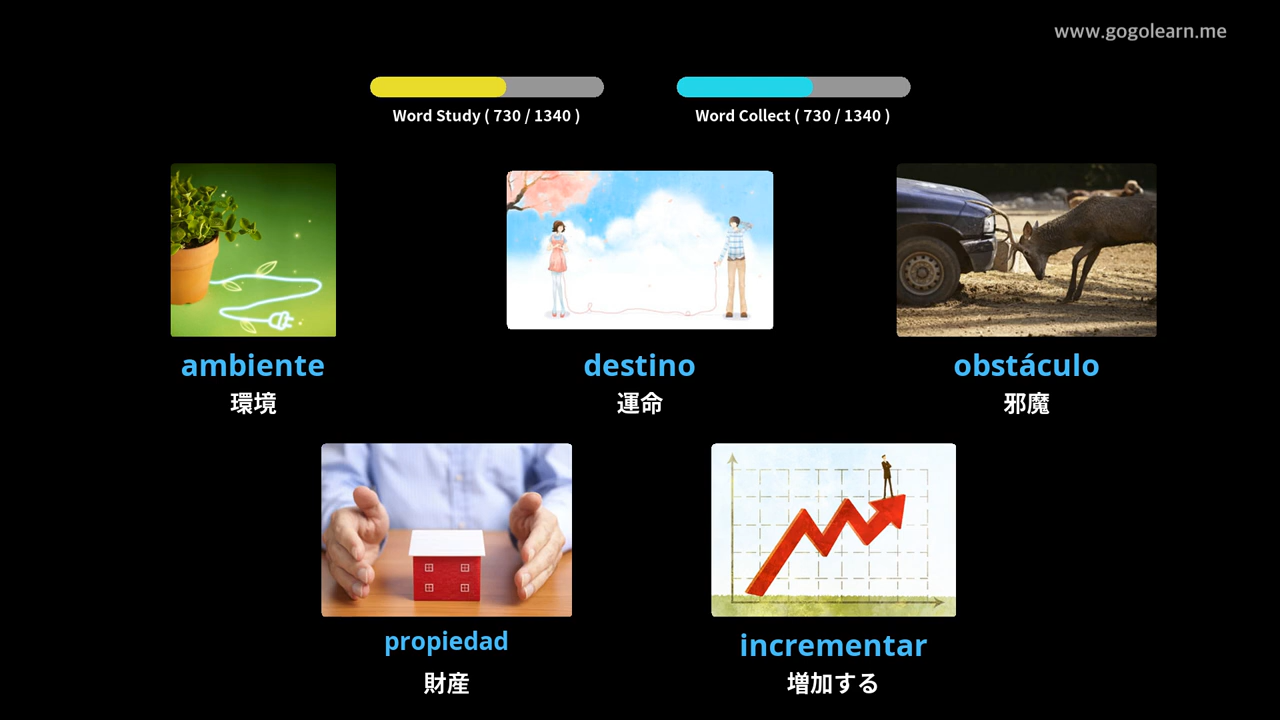 www.gogolearn.me
Word Study ( 730 / 1340 )
Word Collect ( 730 / 1340 )
ambiente
環境
destino
運命
obstáculo
邪魔
propiedad
財産
incrementar
増加する